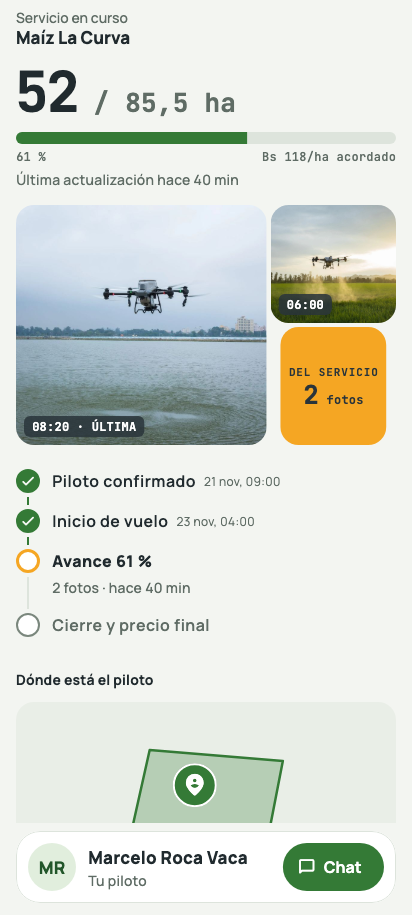 Servicio en curso
Maíz La Curva
52 / 85,5 ha
61 %
Bs 118/ha acordado
Última actualización hace 40 min
06:00
08:20 · ÚLTIMA
DEL SERVICIO
2 fotos
Piloto confirmado 21 nov, 09:00
Inicio de vuelo 23 nov, 04:00
Avance 61 %
2 fotos · hace 40 min
Cierre y precio final
Dónde está el piloto
MR
Marcelo Roca Vaca
Tu piloto
Chat